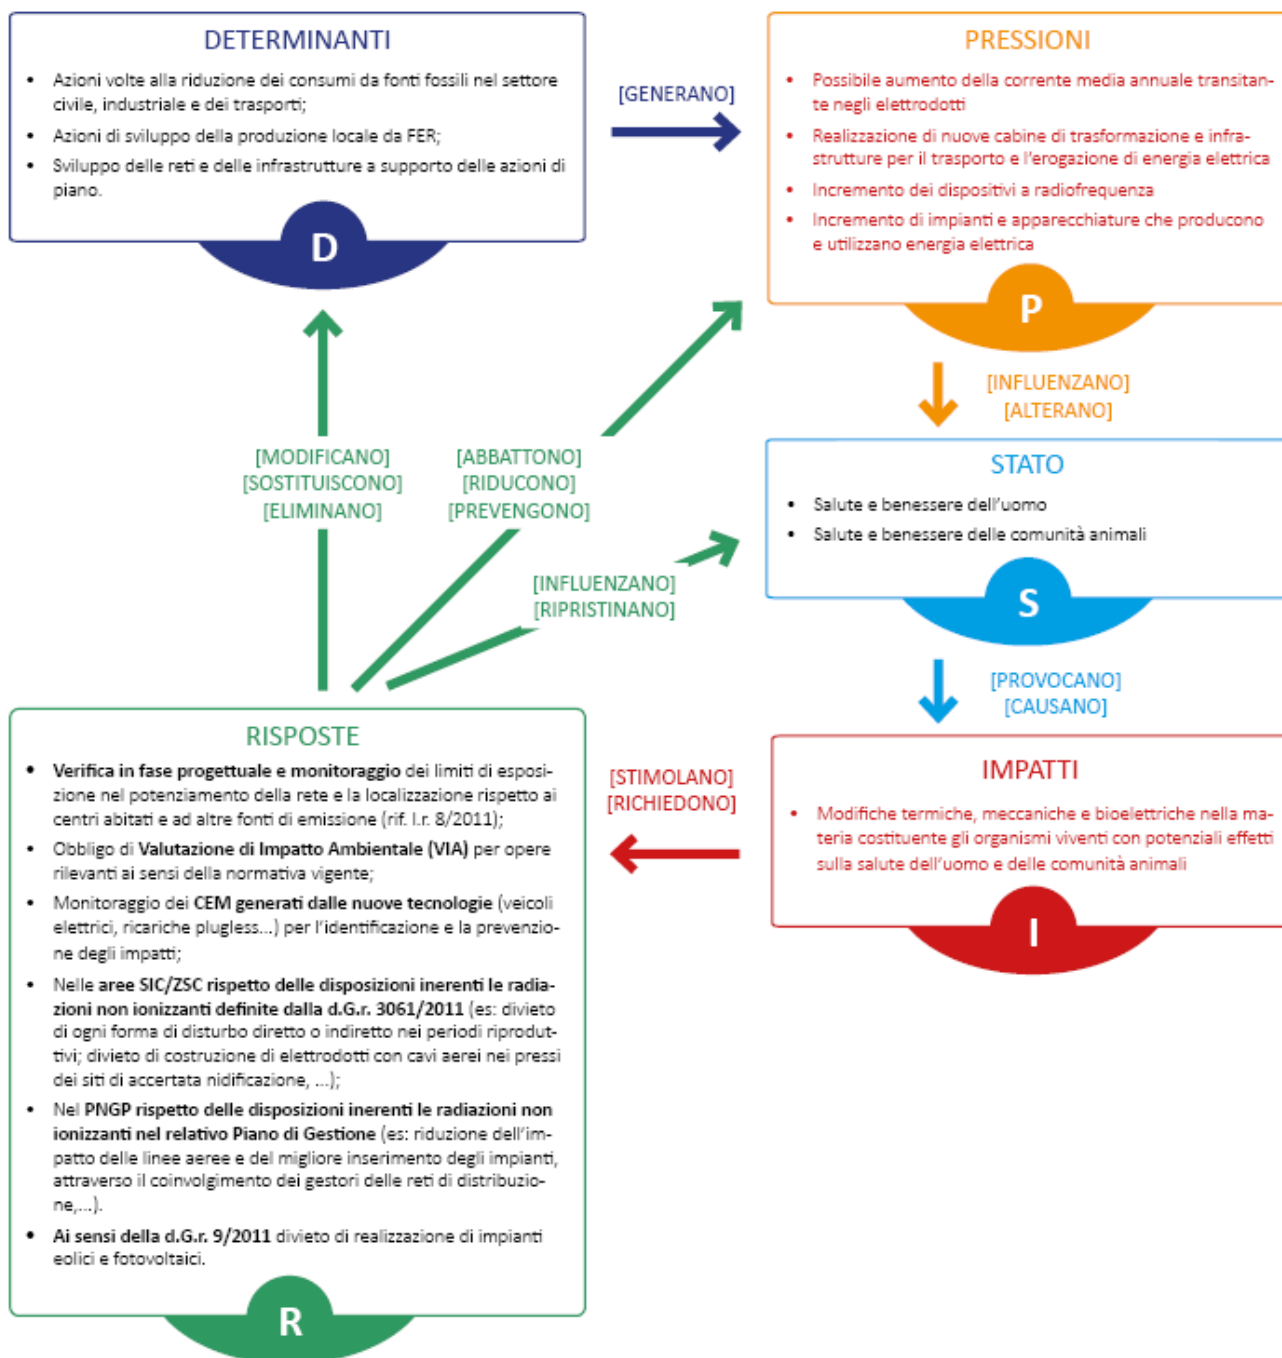 DETERMINANTI
• Azioni volte alla riduzione dei consumi da fonti fossili nel settore
civile, industriale e dei trasporti;
• Azioni di sviluppo della produzione locale da FER;
• Sviluppo delle reti e delle infrastrutture a supporto delle azioni di
piano.
D
[GENERANO]
PRESSIONI
• Possibile aumento della corrente media annuale transitan-
te negli elettrodotti
• Realizzazione di nuove cabine di trasformazione e infra-
strutture per il trasporto e l'erogazione di energia elettrica
• Incremento dei dispositivi a radiofrequenza
• Incremento di impianti e apparecchiature che producono
e utilizzano energia elettrica
P
[INFLUENZANO]
[ALTERANO]
[MODIFICANO]
[SOSTITUISCONO]
[ELIMINANO]
[ABBATTONO]
[RIDUCONO]
[PREVENGONO]
[INFLUENZANO]
[RIPRISTINANO]
STATO
• Salute e benessere dell'uomo
• Salute e benessere delle comunità animali
S
[PROVOCANO]
[CAUSANO]
IMPATTI
• Modifiche termiche, meccaniche e bioelettriche nella ma-
teria costituente gli organismi viventi con potenziali effetti
sulla salute dell'uomo e delle comunità animali
I
[STIMOLANO]
[RICHIEDONO]
RISPOSTE
• Verifica in fase progettuale e monitoraggio dei limiti di esposi-
zione nel potenziamento della rete e la localizzazione rispetto ai
centri abitati e ad altre fonti di emissione (rif. l.r. 8/2011);
• Obbligo di Valutazione di Impatto Ambientale (VIA) per opere
rilevanti ai sensi della normativa vigente;
• Monitoraggio dei CEM generati dalle nuove tecnologie (veicoli
elettrici, ricariche plugless...) per l'identificazione e la prevenzio-
ne degli impatti;
• Nelle aree SIC/ZSC rispetto delle disposizioni inerenti le radia-
zioni non ionizzanti definite dalla d.G.r. 3061/2011 (es: divieto
di ogni forma di disturbo diretto o indiretto nei periodi riprodut-
tivi; divieto di costruzione di elettrodotti con cavi aerei nei pressi
dei siti di accertata nidificazione, ...);
• Nel PNGP rispetto delle disposizioni inerenti le radiazioni non
ionizzanti nel relativo Piano di Gestione (es: riduzione dell'im-
patto delle linee aeree e del migliore inserimento degli impianti,
attraverso il coinvolgimento dei gestori delle reti di distribuzio-
ne,...).
• Ai sensi della d.G.r. 9/2011 divieto di realizzazione di impianti
eolici e fotovoltaici.
R